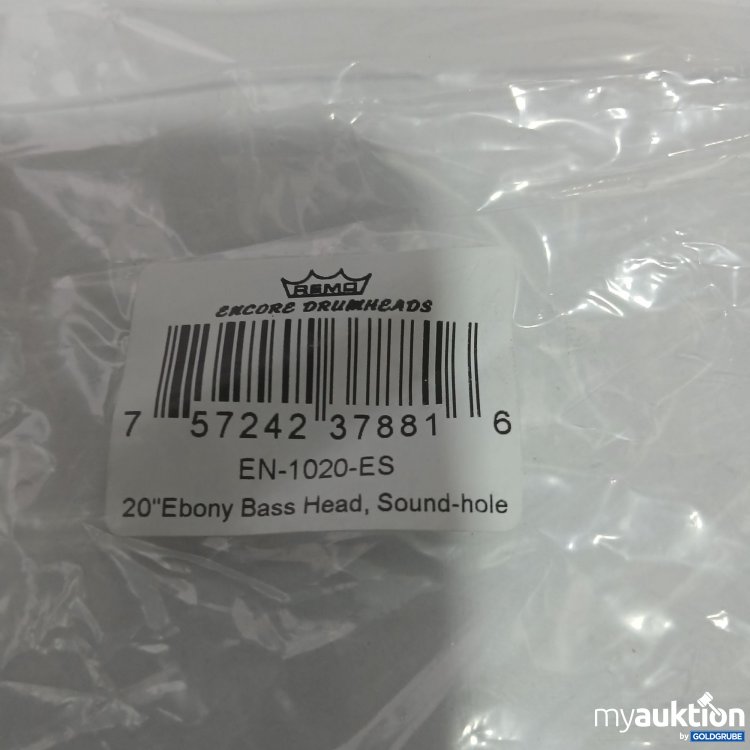 REMO
ENCORE DRUMHEADS
7 57242 37881 6
EN-1020-ES
20"Ebony Bass Head, Sound-hole
myauktion
by GOLDGRUBE